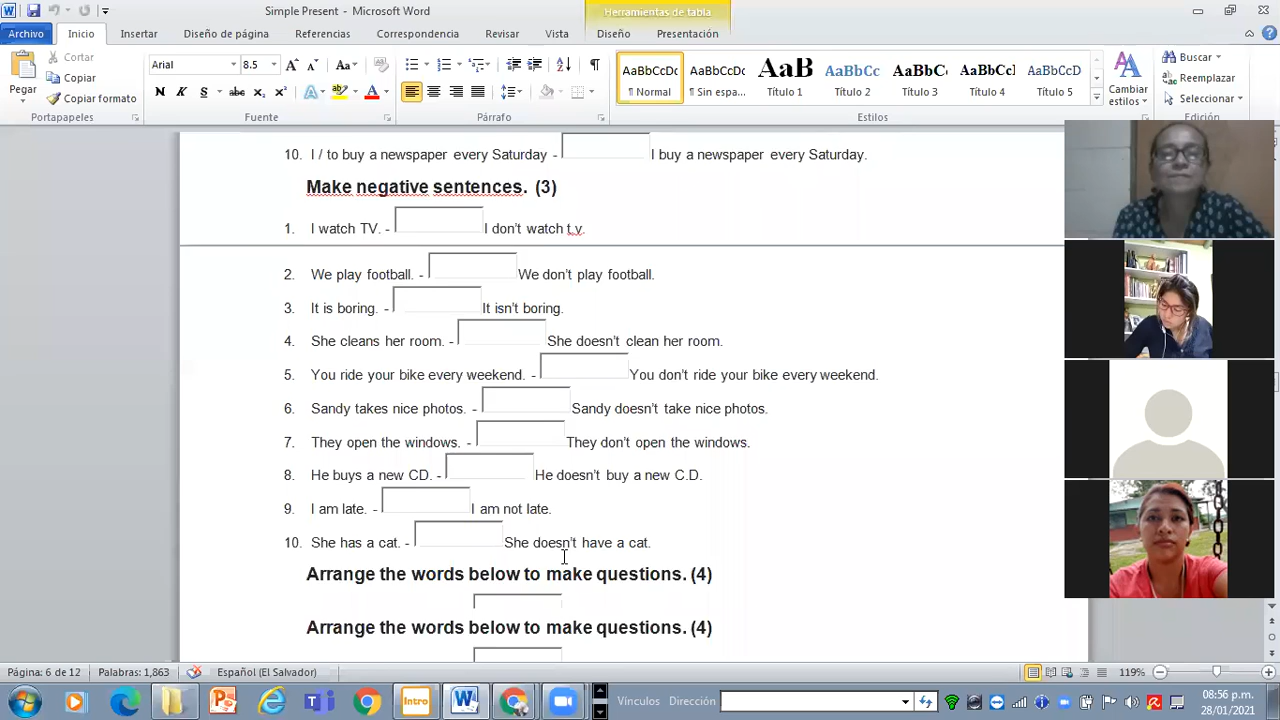 Simple Present - Microsoft Word
Herramientas de tabla
Archivo Inicio Insertar Diseño de página Referencias Correspondencia Revisar Vista Diseño Presentación
Pegar
Cortar
Copiar
Copiar formato
Portapapeles
Arial 8.5
Aa
N K S abc x₂ x²
Fuente
Párrafo
AaBbCcDc AaBbCcDc AaB AaBbCc AaBbC AaBbCc AaBbCcD
¶ Normal ¶ Sin espa... Título 1 Título 2 Título 3 Título 4 Título 5
Cambiar estilos
Estilos
Buscar
Reemplazar
Seleccionar
Edición
10. I / to buy a newspaper every Saturday - I buy a newspaper every Saturday.
Make negative sentences. (3)
1. I watch TV. - I don't watch t.v.
2. We play football. - We don't play football.
3. It is boring. - It isn't boring.
4. She cleans her room. - She doesn't clean her room.
5. You ride your bike every weekend. - You don't ride your bike every weekend.
6. Sandy takes nice photos. - Sandy doesn't take nice photos.
7. They open the windows. - They don't open the windows.
8. He buys a new CD. - He doesn't buy a new C.D.
9. I am late. - I am not late.
10. She has a cat. - She doesn't have a cat.
Arrange the words below to make questions. (4)
Arrange the words below to make questions. (4)
Página: 6 de 12 Palabras: 1,863 Español (El Salvador) 119%
Intro
Vínculos Dirección
08:56 p.m.
28/01/2021